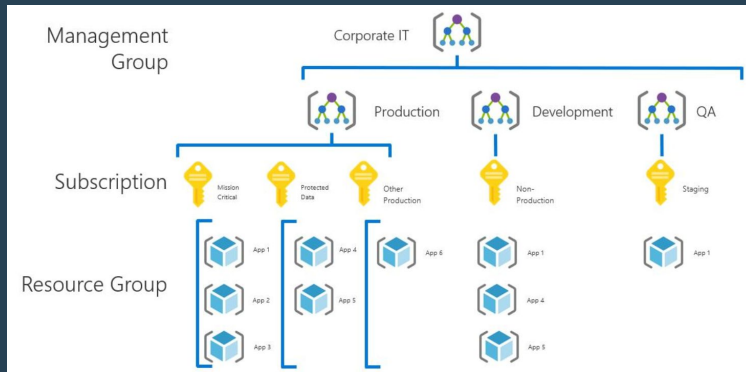 Management
Group
Corporate IT
Production
Development
QA
Subscription
Mission
Critical
Protected
Data
Other
Production
Non-
Production
Staging
Resource Group
App 1
App 4
App 6
App 1
App 1
App 2
App 5
App 4
App 3
App 5